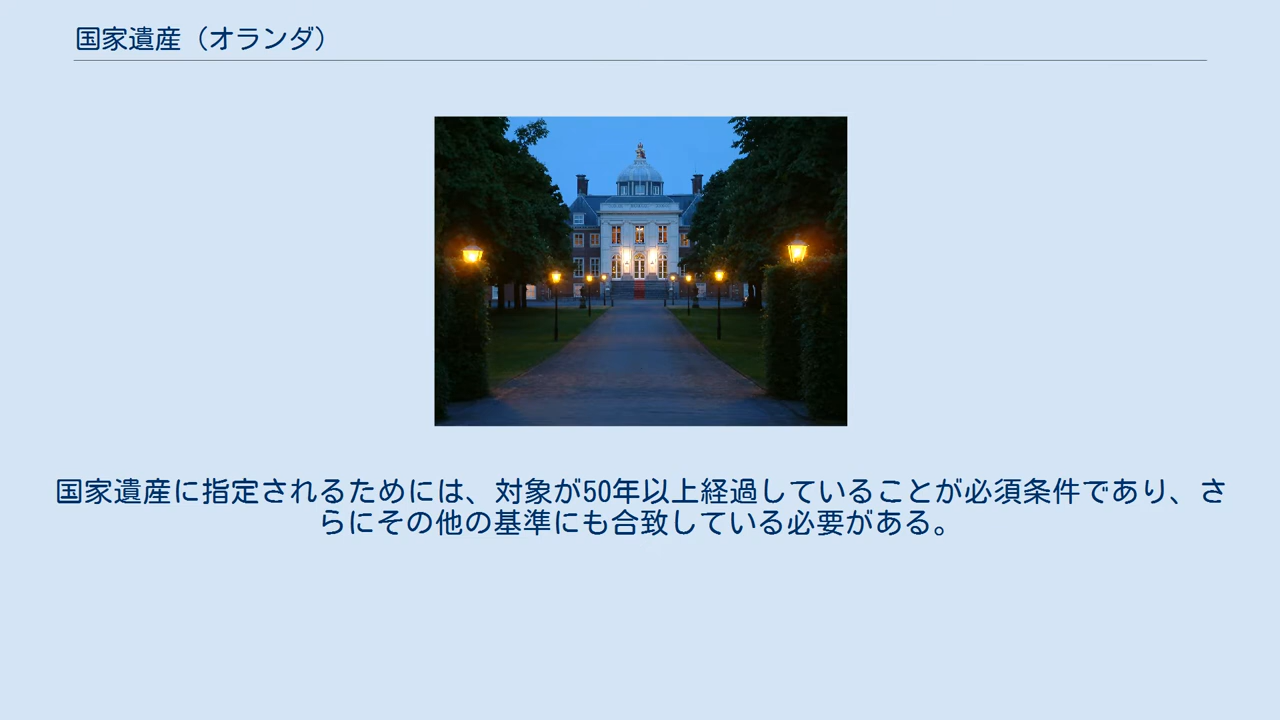 国家遺産（オランダ）
国家遺産に指定されるためには、対象が50年以上経過していることが必須条件であり、さ
らにその他の基準にも合致している必要がある。